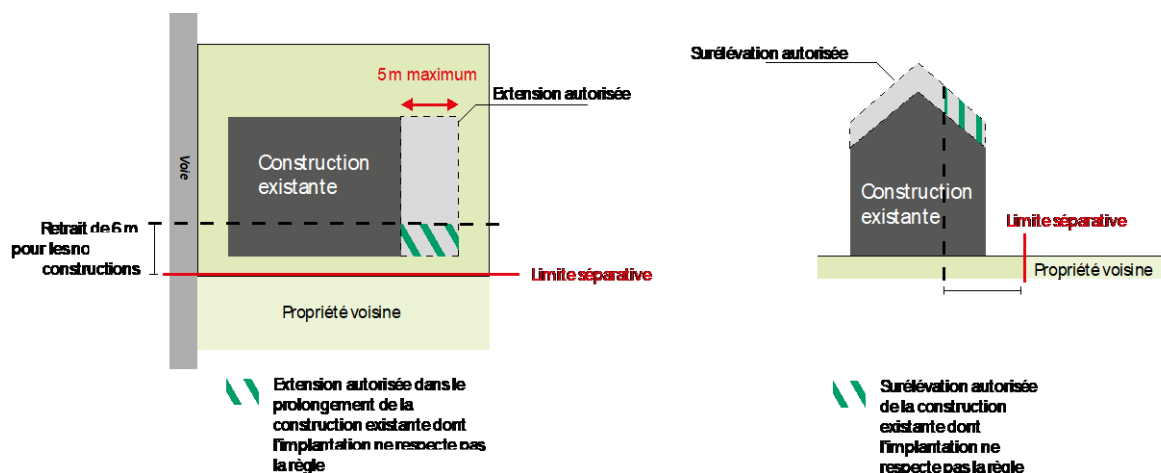 5 m maximum
Extension autorisée
Voie
Construction
existante
Retrait de 6 m
pour les no
constructions
Limite séparative
Propriété voisine
Extension autorisée dans le
prolongement de la
construction existante dont
l'implantation ne respecte pas
la règle
Surélévation autorisée
Construction
existante
Limite séparative
Propriété voisine
Surélévation autorisée
de la construction
existante dont
l'implantation ne
respecte pas la règle